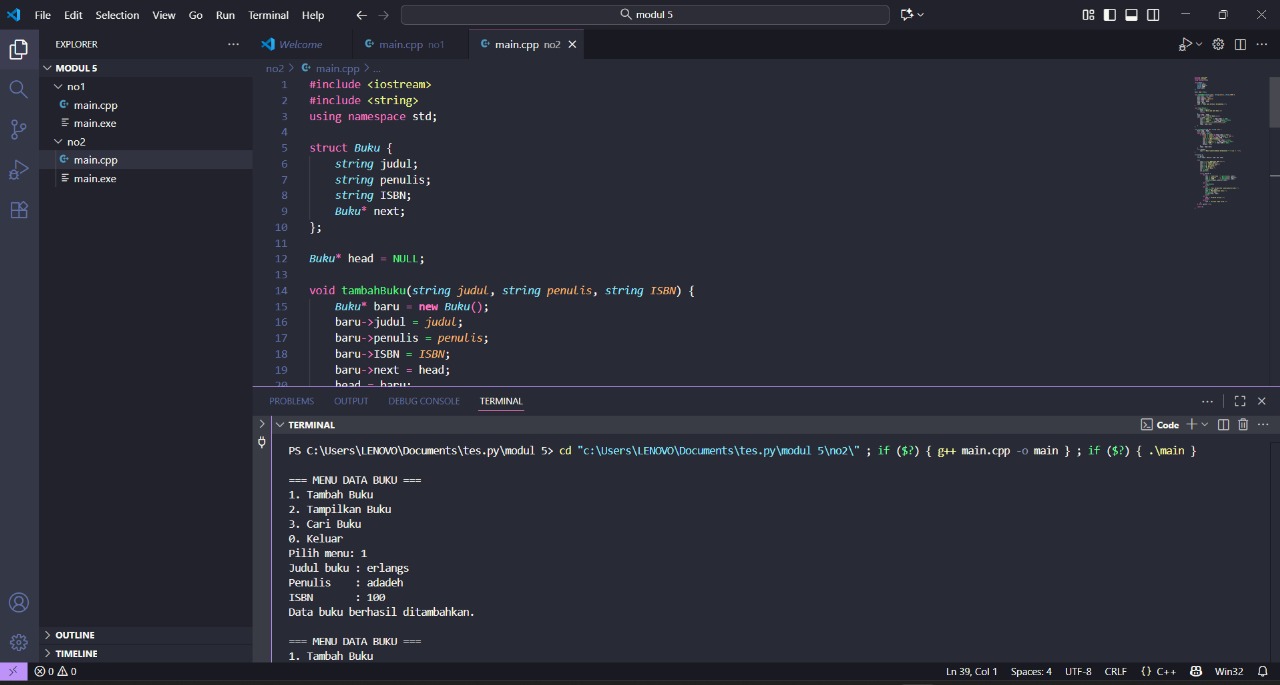 File Edit Selection View Go Run Terminal Help
modul 5
EXPLORER
Welcome
main.cpp no1
main.cpp no2
MODUL 5
no1
main.cpp
main.exe
no2
main.cpp
main.exe
OUTLINE
TIMELINE
no2 > main.cpp > ...
1 #include <iostream>
2 #include <string>
3 using namespace std;
4
5 struct Buku {
6 string judul;
7 string penulis;
8 string ISBN;
9 Buku* next;
10 };
11
12 Buku* head = NULL;
13
14 void tambahBuku(string judul, string penulis, string ISBN) {
15 Buku* baru = new Buku();
16 baru->judul = judul;
17 baru->penulis = penulis;
18 baru->ISBN = ISBN;
19 baru->next = head;
20 head = baru;
PROBLEMS OUTPUT DEBUG CONSOLE TERMINAL
TERMINAL
Code
PS C:\Users\LENOVO\Documents\tes.py\modul 5> cd "c:\Users\LENOVO\Documents\tes.py\modul 5\no2\" ; if ($?) { g++ main.cpp -o main } ; if ($?) { .\main }
=== MENU DATA BUKU ===
1. Tambah Buku
2. Tampilkan Buku
3. Cari Buku
0. Keluar
Pilih menu: 1
Judul buku : erlangs
Penulis    : adadeh
ISBN       : 100
Data buku berhasil ditambahkan.
=== MENU DATA BUKU ===
1. Tambah Buku
0 0
Ln 39, Col 1 Spaces: 4 UTF-8 CRLF {} C++ Win32